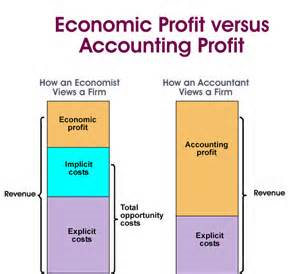 Economic Profit versus
Accounting Profit
How an Economist
Views a Firm
How an Accountant
Views a Firm
Economic
profit
Implicit
costs
Explicit
costs
Revenue
Total
opportunity
costs
Accounting
profit
Explicit
costs
Revenue